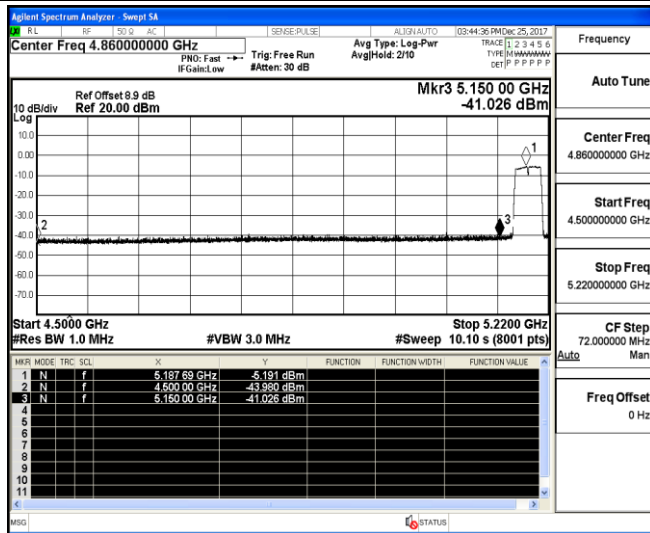 Agilent Spectrum Analyzer - Swept SA
RL RF 50 Ω AC SENSE:PULSE ALIGNAUTO 03:44:36 PM Dec 25, 2017
Center Freq 4.860000000 GHz
PNO: Fast
IFGain:Low
Trig: Free Run
#Atten: 30 dB
Avg Type: Log-Pwr
Avg|Hold: 2/10
TRACE 1 2 3 4 5 6
TYPE M
DET P P P P P P
Ref Offset 8.9 dB
Ref 20.00 dBm
10 dB/div
Log
Mkr3 5.150 00 GHz
-41.026 dBm
10.0
0.00
-10.0
-20.0
-30.0
-40.0
-50.0
-60.0
-70.0
1
2
3
Start 4.5000 GHz
Stop 5.2200 GHz
#Res BW 1.0 MHz #VBW 3.0 MHz #Sweep 10.10 s (8001 pts)
MKR MODE TRC SCL X Y FUNCTION FUNCTION WIDTH FUNCTION VALUE
1 N f 5.187 69 GHz -5.191 dBm
2 N f 4.500 00 GHz -43.980 dBm
3 N f 5.150 00 GHz -41.026 dBm
4
5
6
7
8
9
10
11
MSG STATUS
Frequency
Auto Tune
Center Freq
4.860000000 GHz
Start Freq
4.500000000 GHz
Stop Freq
5.220000000 GHz
CF Step
72.000000 MHz
Auto Man
Freq Offset
0 Hz